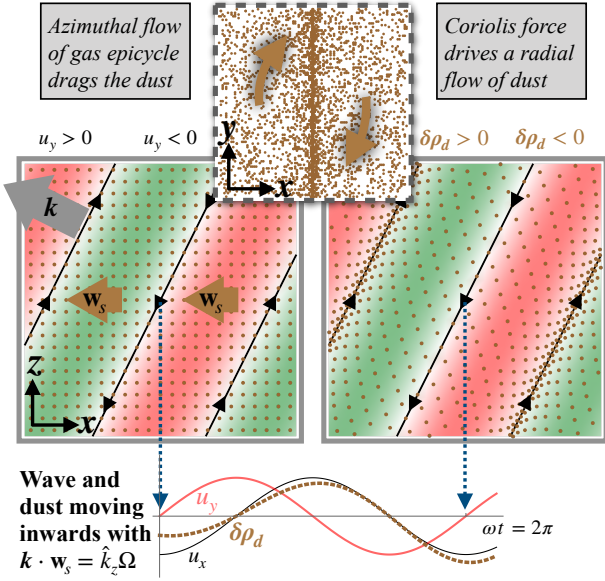 Azimuthal flow
of gas epicycle
drags the dust
Coriolis force
drives a radial
flow of dust
y
x
u_y > 0
u_y < 0
δρ_d > 0
δρ_d < 0
k
w_s
w_s
z
x
Wave and
dust moving
inwards with
k · w_s = k̂_zΩ
u_y
δρ_d
u_x
ωt = 2π